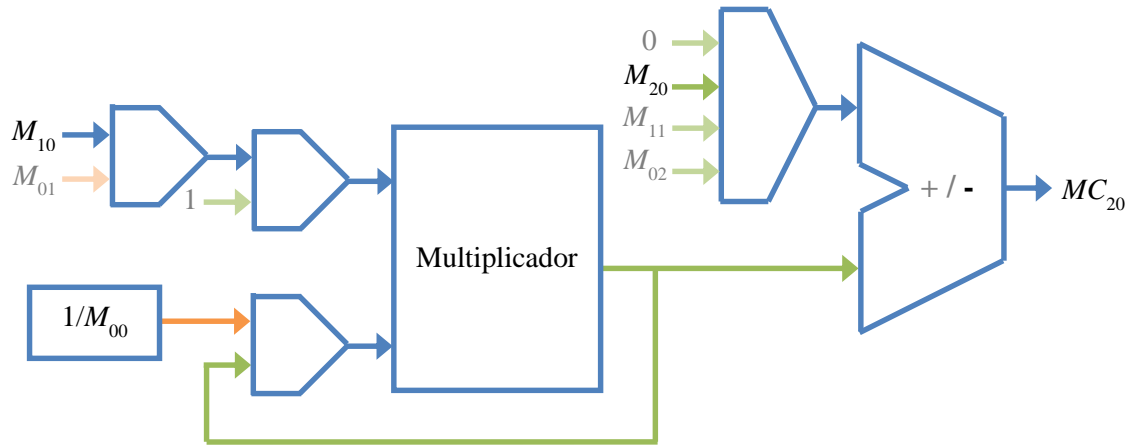 0
M₂₀
M₁₁
M₀₂
M₁₀
M₀₁
1
+ / -
MC₂₀
Multiplicador
1/M₀₀